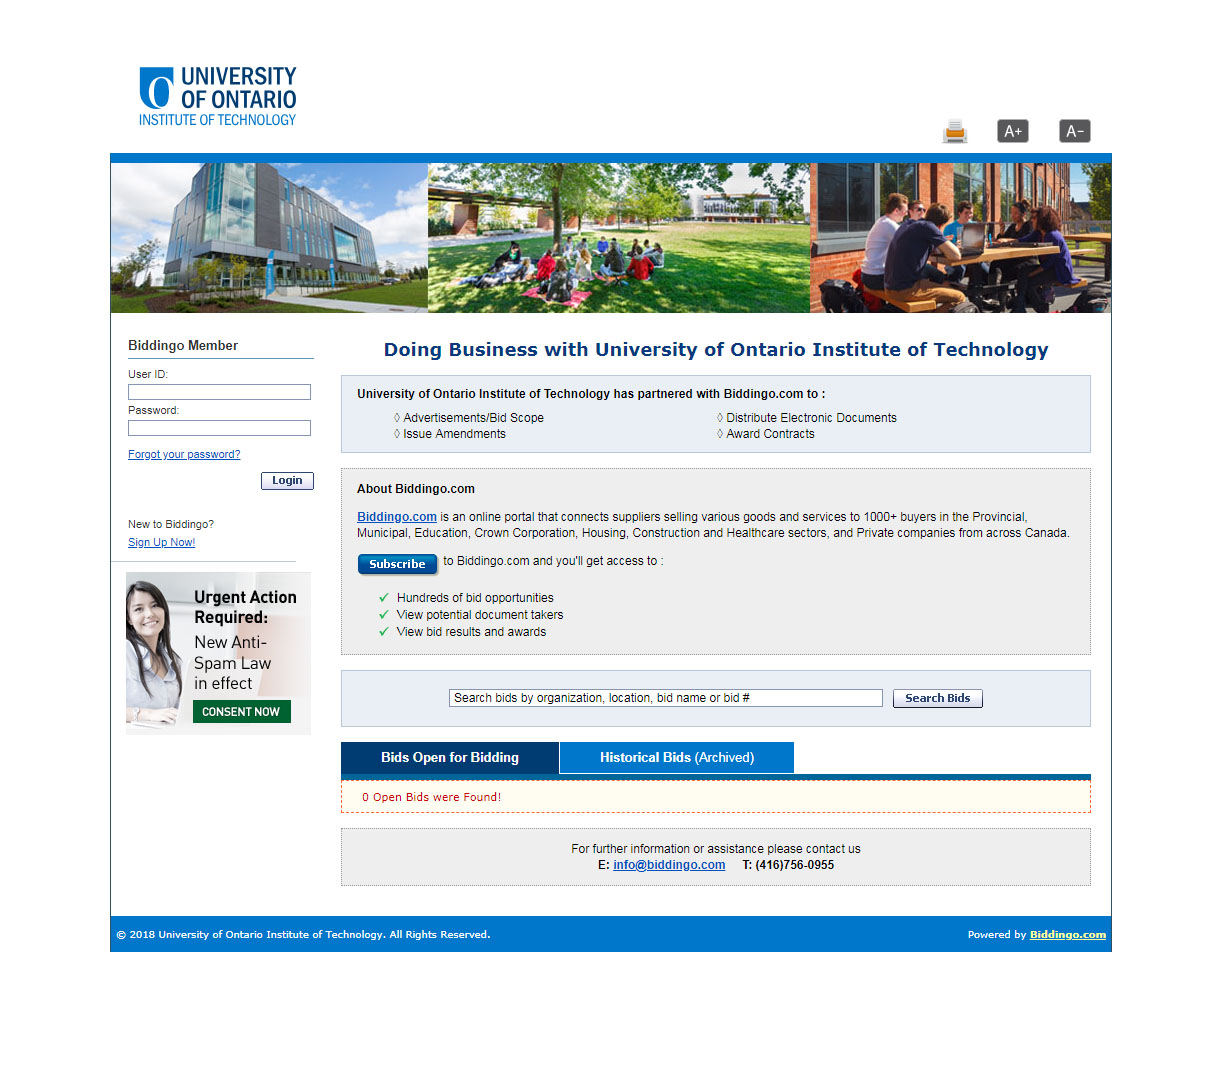 UNIVERSITY
OF ONTARIO
INSTITUTE OF TECHNOLOGY
A+ A-
Biddingo Member
User ID:
Password:
Forgot your password?
Login
New to Biddingo?
Sign Up Now!
Urgent Action
Required:
New Anti-
Spam Law
in effect
CONSENT NOW
Doing Business with University of Ontario Institute of Technology
University of Ontario Institute of Technology has partnered with Biddingo.com to :
◊ Advertisements/Bid Scope ◊ Distribute Electronic Documents
◊ Issue Amendments ◊ Award Contracts
About Biddingo.com
Biddingo.com is an online portal that connects suppliers selling various goods and services to 1000+ buyers in the Provincial,
Municipal, Education, Crown Corporation, Housing, Construction and Healthcare sectors, and Private companies from across Canada.
Subscribe to Biddingo.com and you'll get access to :
✓ Hundreds of bid opportunities
✓ View potential document takers
✓ View bid results and awards
Search bids by organization, location, bid name or bid # Search Bids
Bids Open for Bidding Historical Bids (Archived)
0 Open Bids were Found!
For further information or assistance please contact us
E: info@biddingo.com T: (416)756-0955
© 2018 University of Ontario Institute of Technology. All Rights Reserved. Powered by Biddingo.com